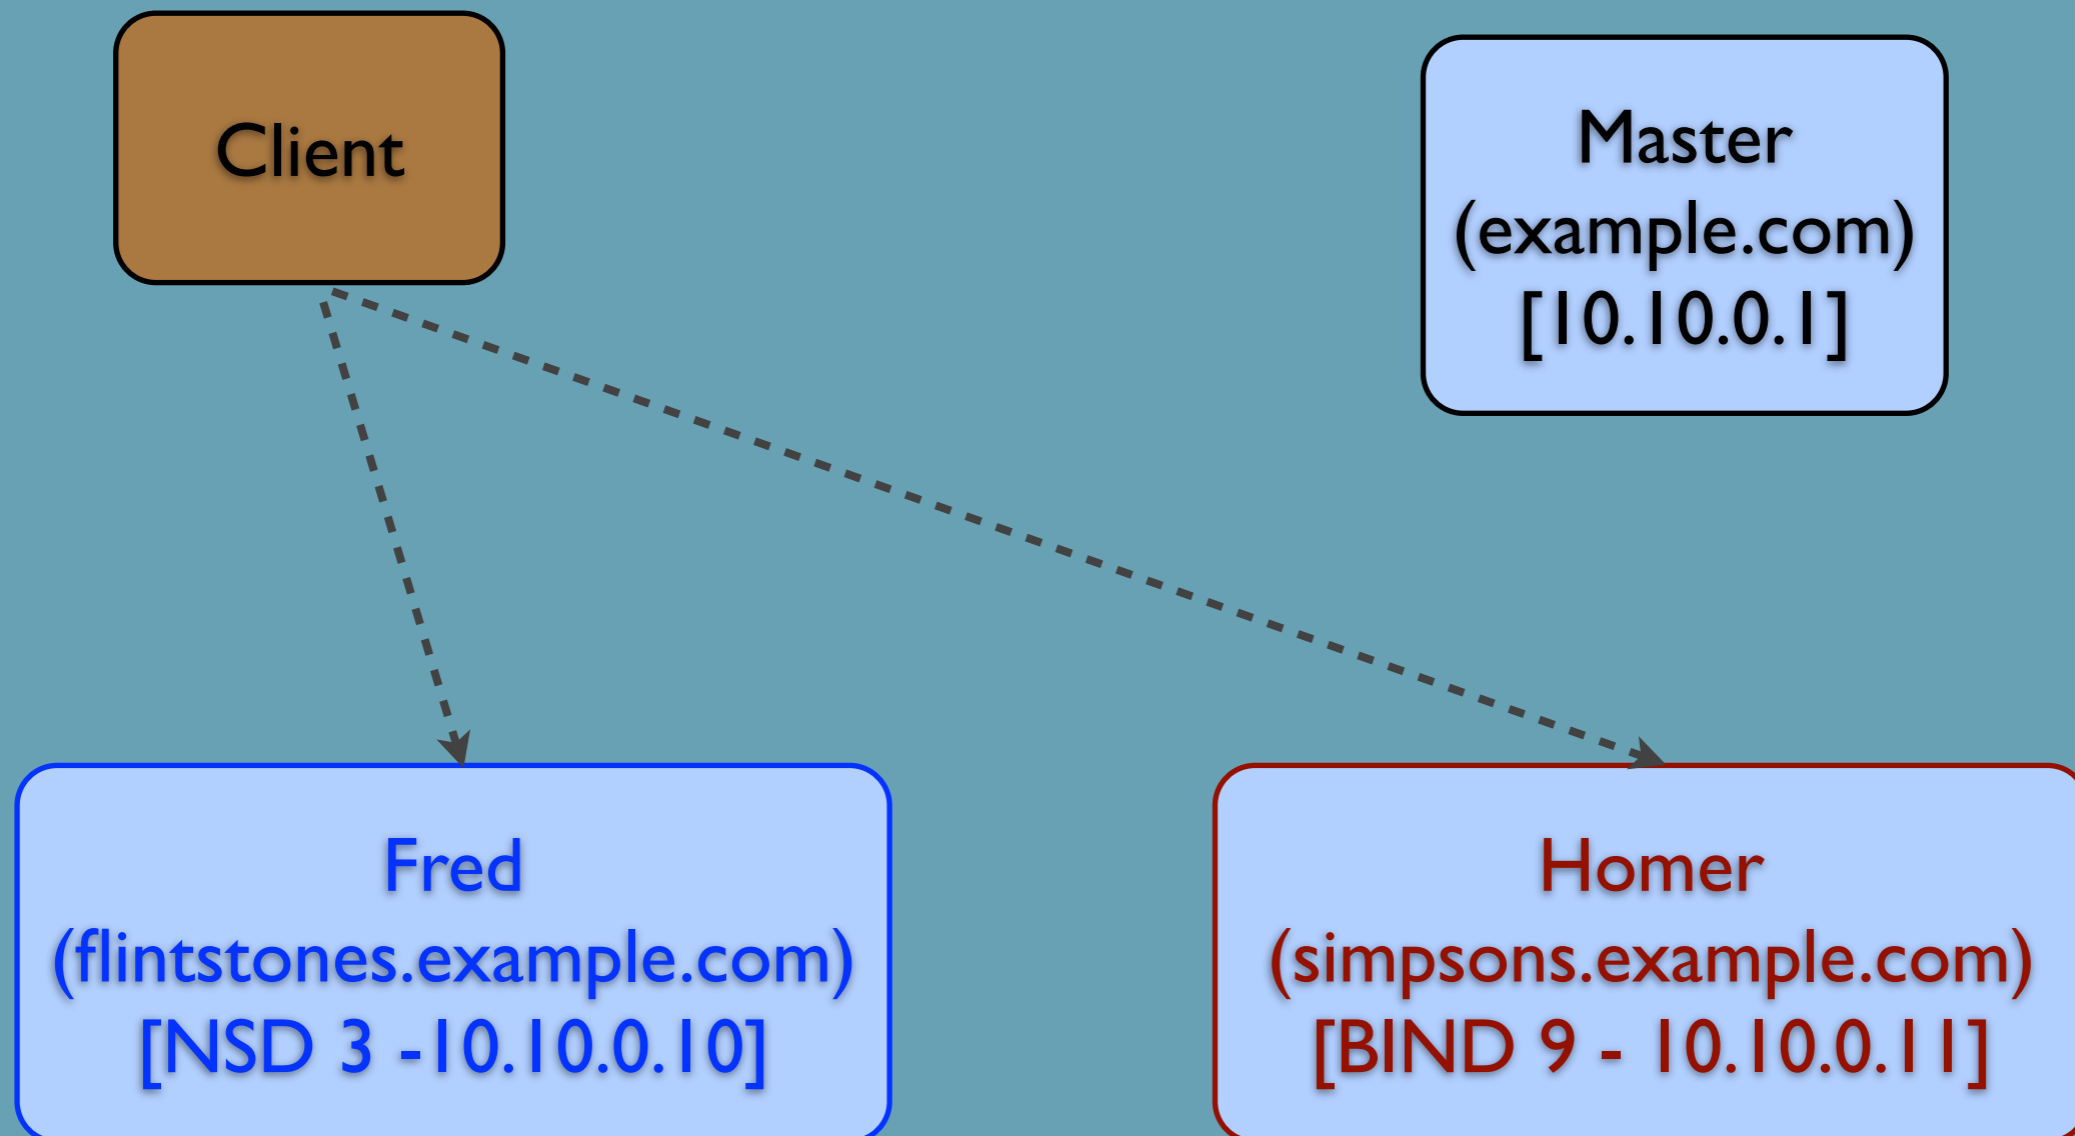 Client
Master
(example.com)
[10.10.0.1]
Fred
(flintstones.example.com)
[NSD 3 -10.10.0.10]
Homer
(simpsons.example.com)
[BIND 9 - 10.10.0.11]